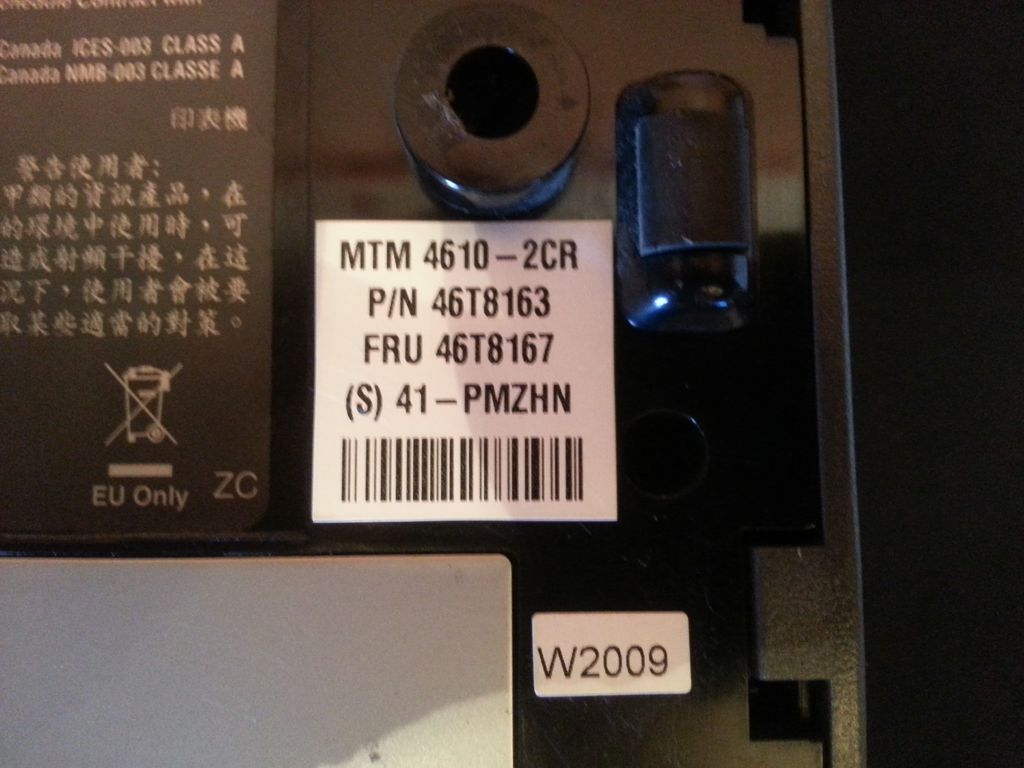 Schedule Contract with
Canada ICES-003 CLASS A
Canada NMB-003 CLASSE A
印表機
警告使用者:
甲類的資訊產品，在
的環境中使用時，可
造成射頻干擾，在這
況下，使用者會被要
取某些適當的對策。
EU Only
ZC
MTM 4610-2CR
P/N 46T8163
FRU 46T8167
(S) 41-PMZHN
W2009